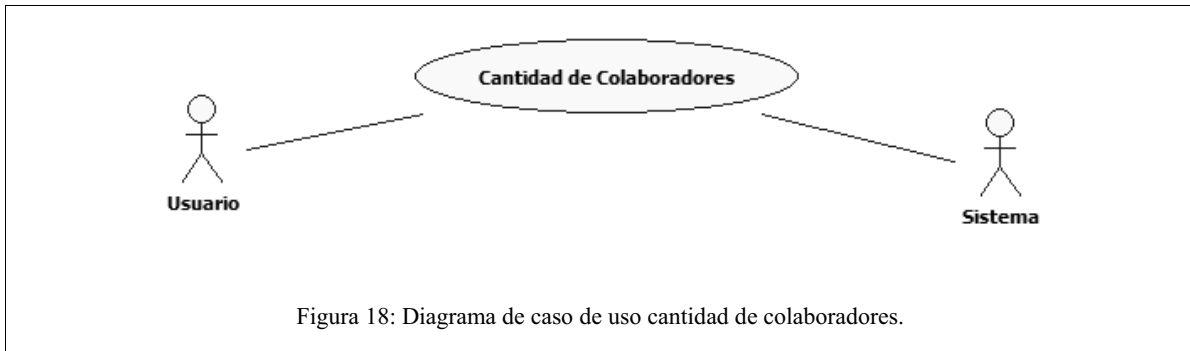 Cantidad de Colaboradores
Usuario
Sistema
Figura 18: Diagrama de caso de uso cantidad de colaboradores.